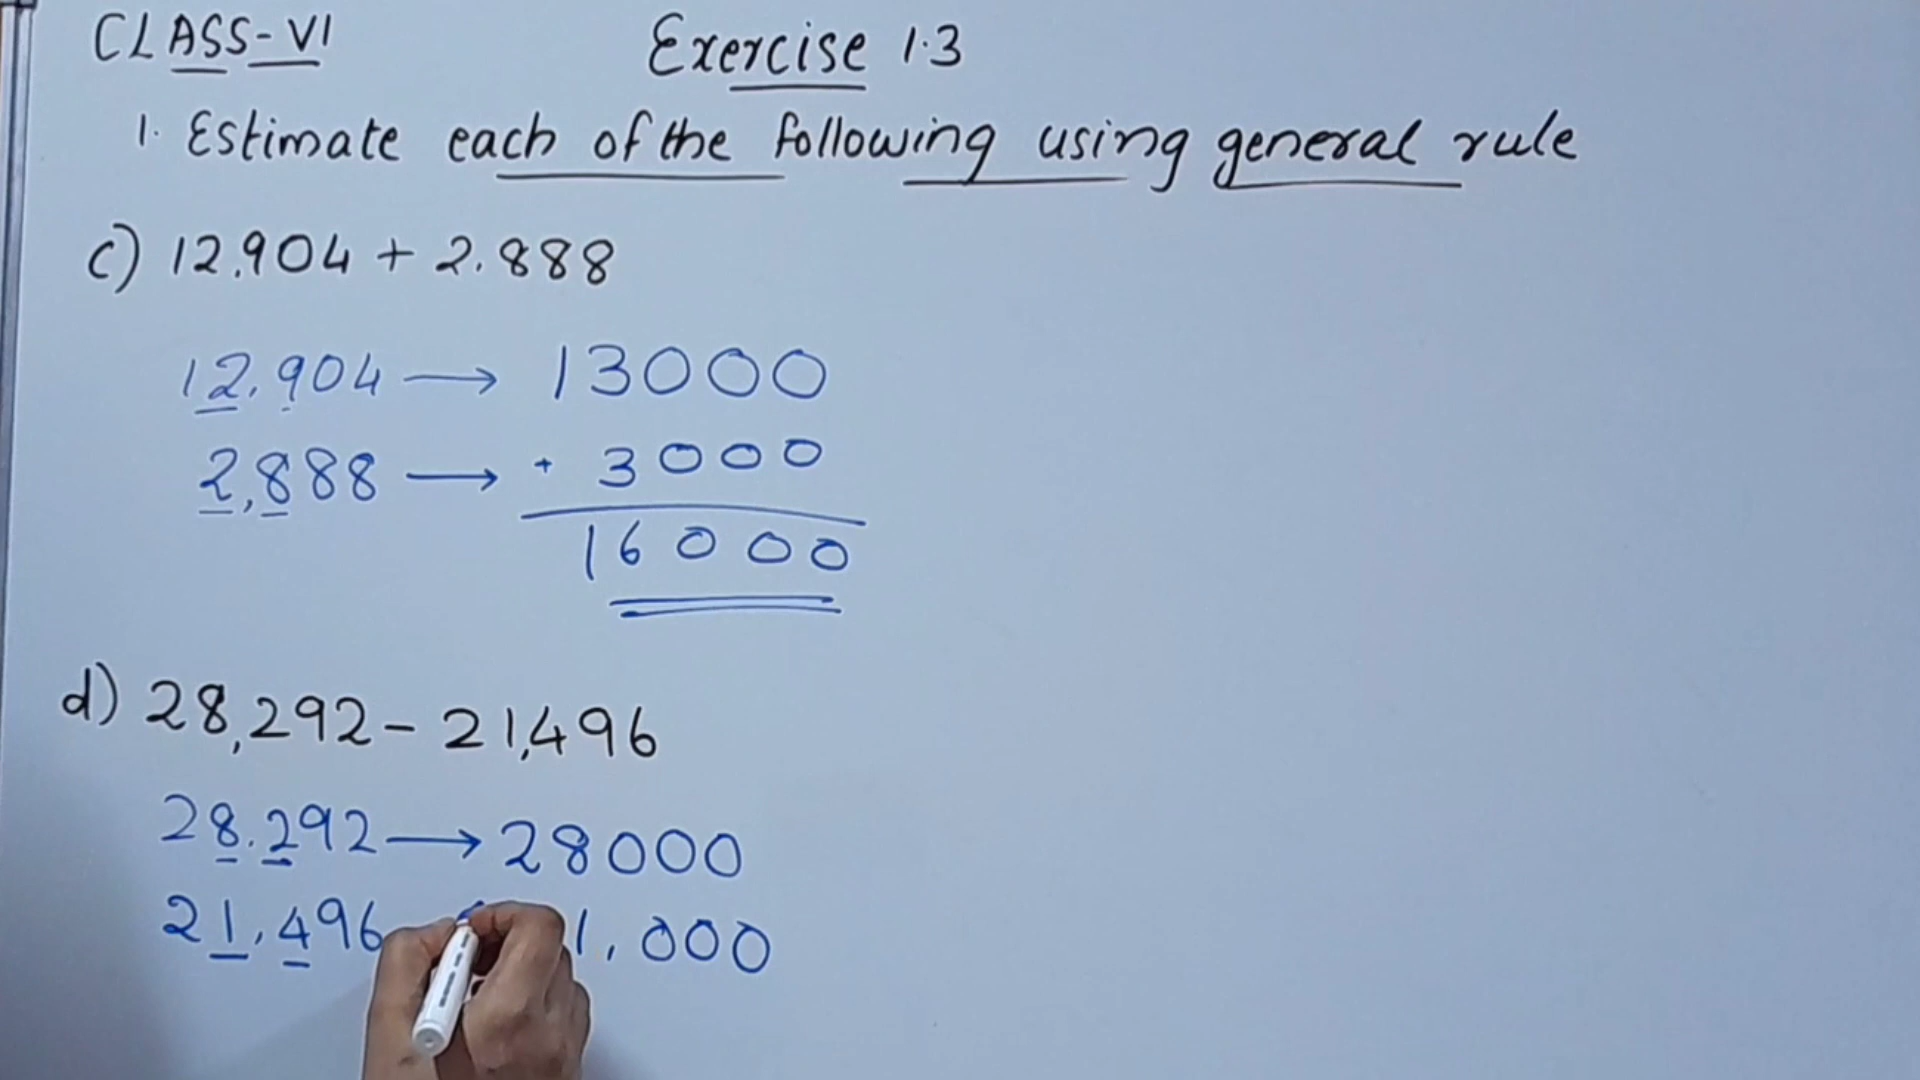 CLASS-VI
Exercise 1.3
1. Estimate each of the following using general rule
c) 12,904 + 2.888
12,904 → 13000
2,888 → + 3000
16000
d) 28,292 - 21,496
28.292 → 28000
21,496 1,000